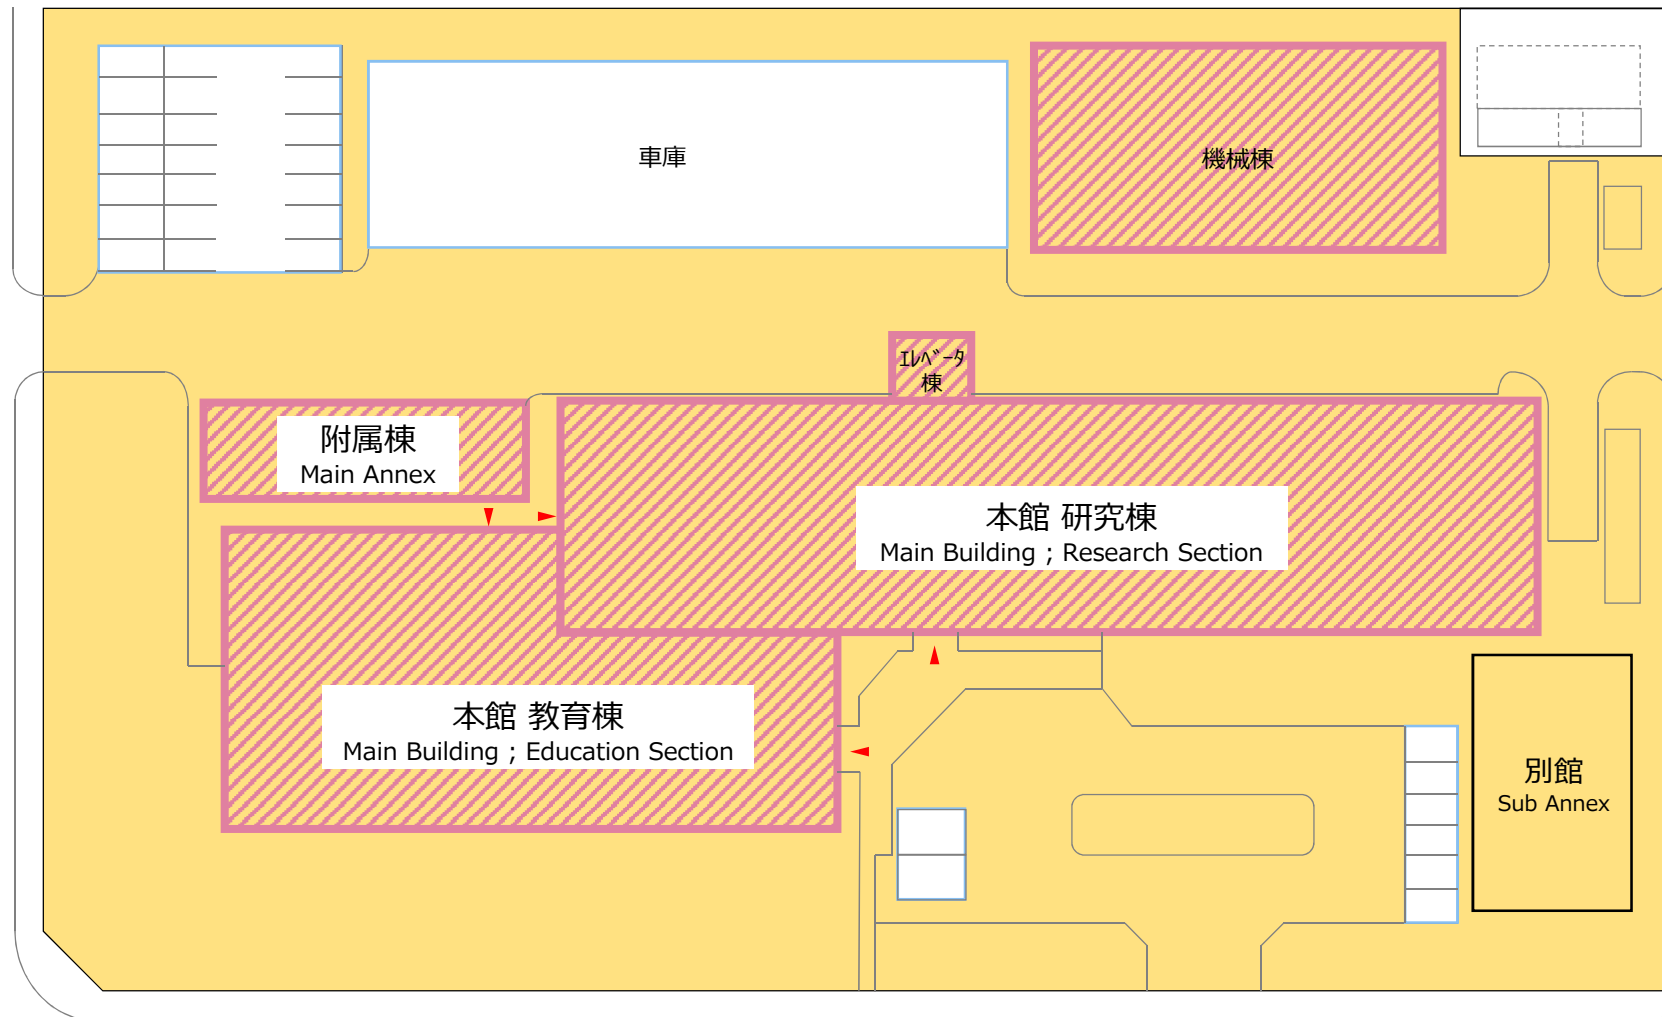 車庫
機械棟
ｴﾚﾍﾞｰﾀ
棟
附属棟
Main Annex
本館 研究棟
Main Building ; Research Section
本館 教育棟
Main Building ; Education Section
別館
Sub Annex